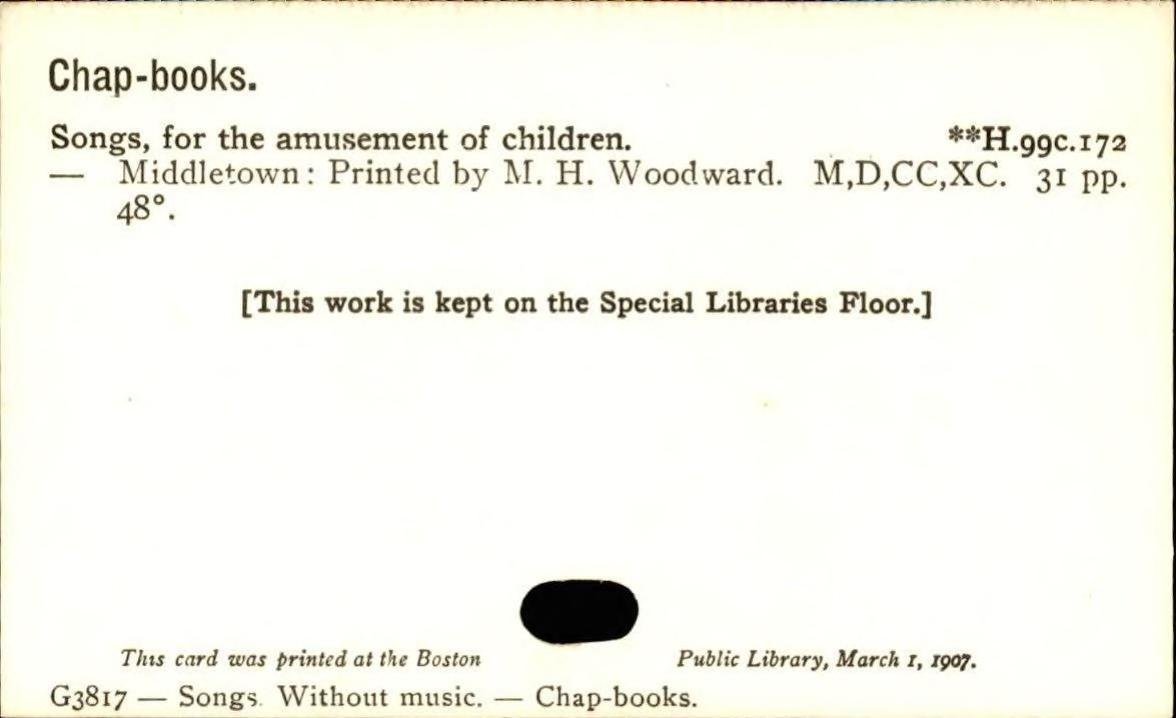 Chap-books.
Songs, for the amusement of children. **H.99c.172
— Middletown: Printed by M. H. Woodward. M,D,CC,XC. 31 pp.
48°.
[This work is kept on the Special Libraries Floor.]
This card was printed at the Boston Public Library, March 1, 1907.
G3817 — Songs. Without music. — Chap-books.